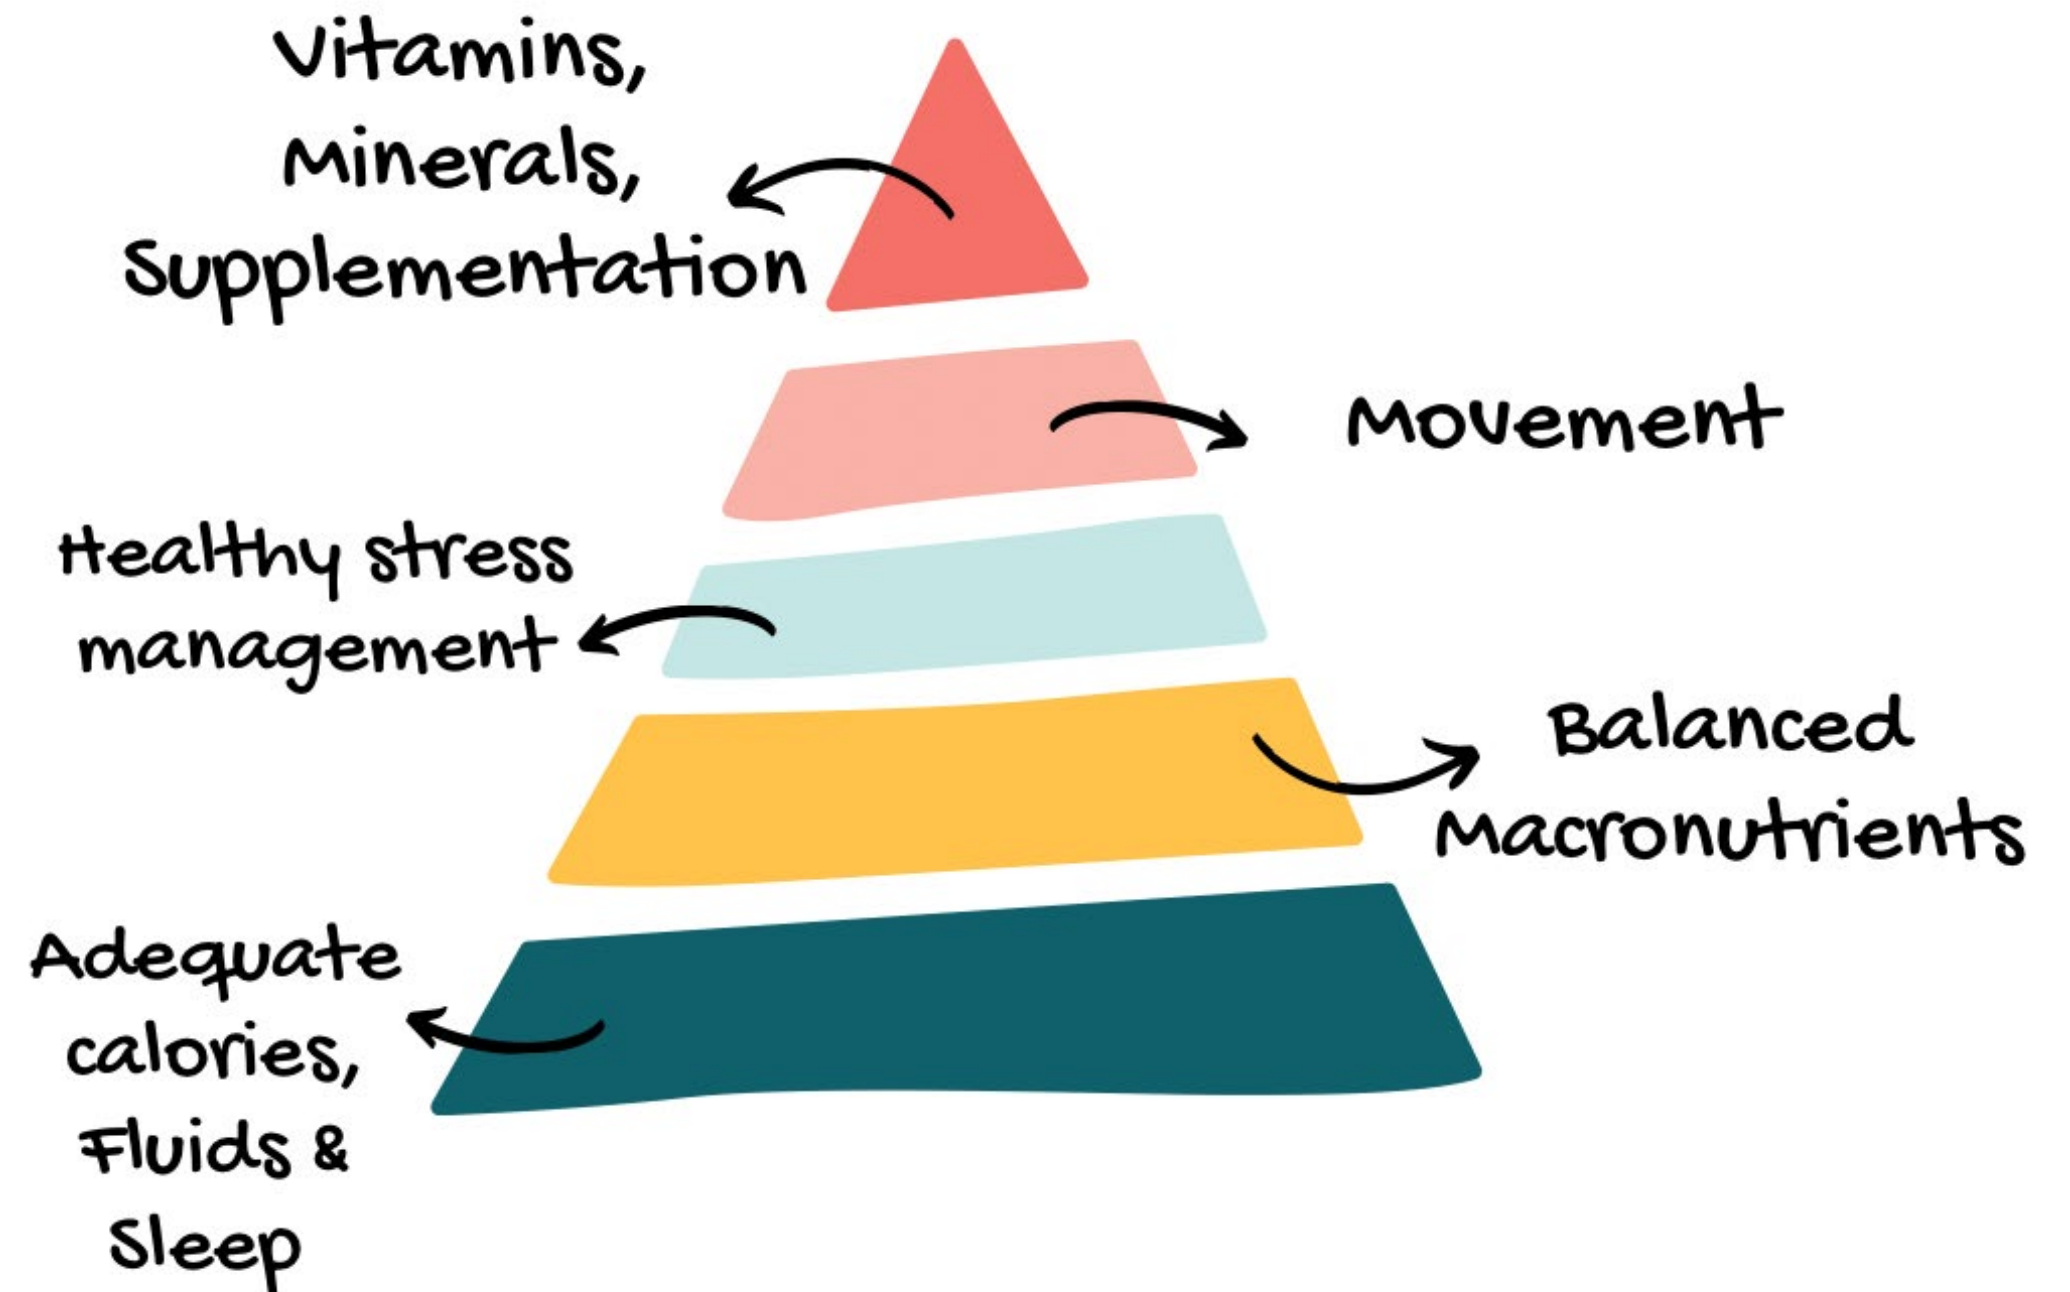 Vitamins,
Minerals,
Supplementation
Movement
Healthy stress
management
Balanced
Macronutrients
Adequate
calories,
Fluids &
Sleep